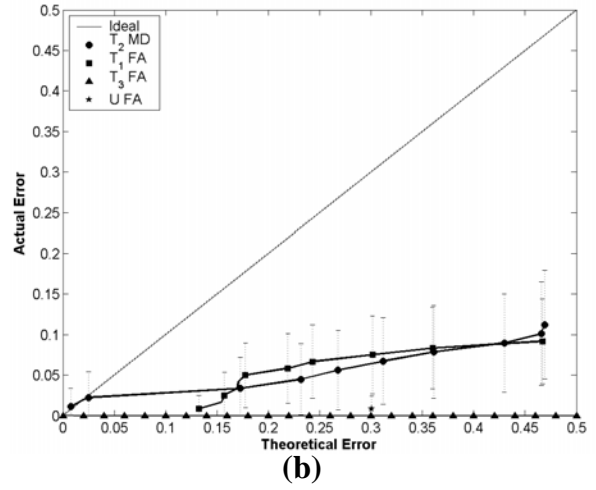 0.5
0.45
0.4
0.35
0.3
0.25
0.2
0.15
0.1
0.05
0
Actual Error
Ideal
T2 MD
T1 FA
T3 FA
U FA
0 0.05 0.1 0.15 0.2 0.25 0.3 0.35 0.4 0.45 0.5
Theoretical Error
(b)